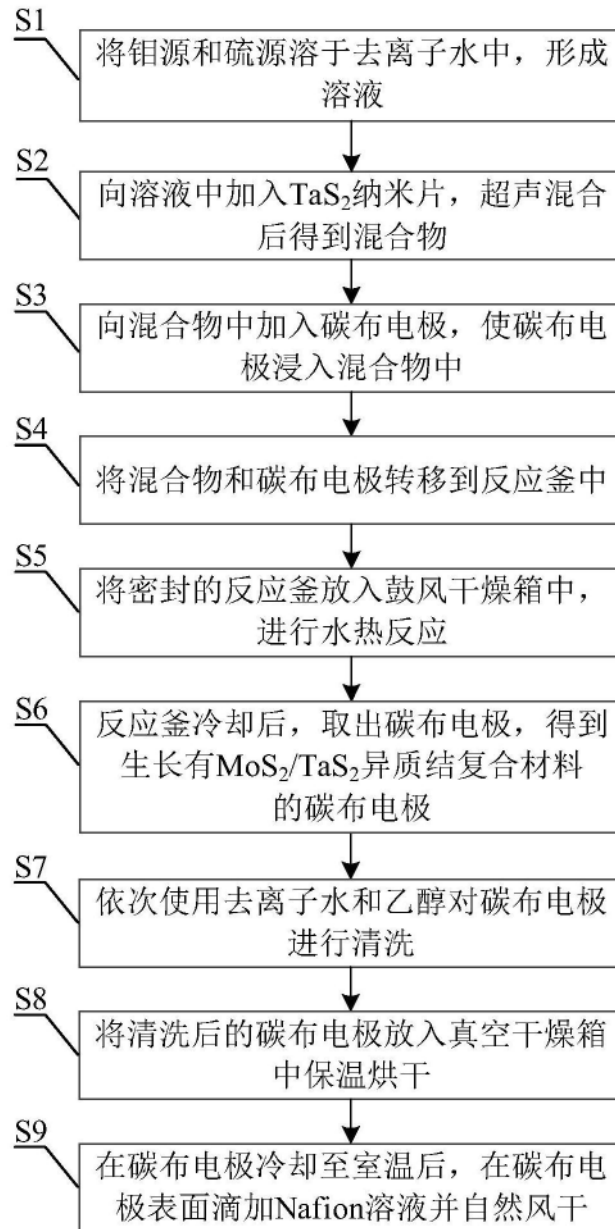 S1
将钼源和硫源溶于去离子水中，形成
溶液
S2
向溶液中加入TaS₂纳米片，超声混合
后得到混合物
S3
向混合物中加入碳布电极，使碳布电
极浸入混合物中
S4
将混合物和碳布电极转移到反应釜中
S5
将密封的反应釜放入鼓风干燥箱中，
进行水热反应
S6
反应釜冷却后，取出碳布电极，得到
生长有MoS₂/TaS₂异质结复合材料
的碳布电极
S7
依次使用去离子水和乙醇对碳布电极
进行清洗
S8
将清洗后的碳布电极放入真空干燥箱
中保温烘干
S9
在碳布电极冷却至室温后，在碳布电
极表面滴加Nafion溶液并自然风干